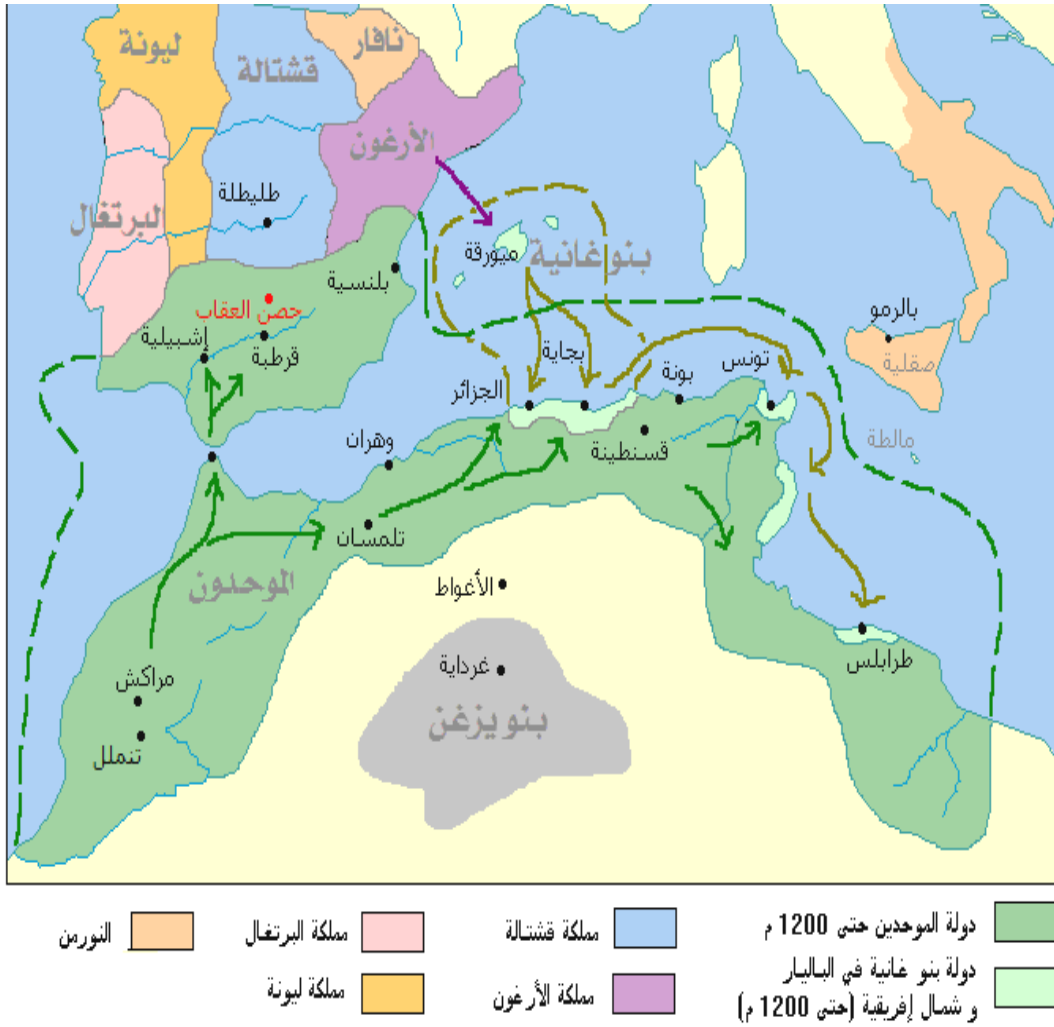 ليونة
نافار
قشتالة
الأرغون
البرتغال
طليطلة
بنو غانية
ميورقة
بلنسية
حصن العقاب
إشبيلية
قرطبة
بالرمو
صقلية
بجاية
تونس
بونة
الجزائر
مالطة
وهران
قسنطينة
تلمسان
الموحدون
الأغواط
غرداية
مراكش
طرابلس
بنو يزغن
تنملل
دولة الموحدين حتى 1200 م
مملكة قشتالة
مملكة البرتغال
النورمن
دولة بنو غانية في الباليار
و شمال إفريقية (حتى 1200 م)
مملكة الأرغون
مملكة ليونة